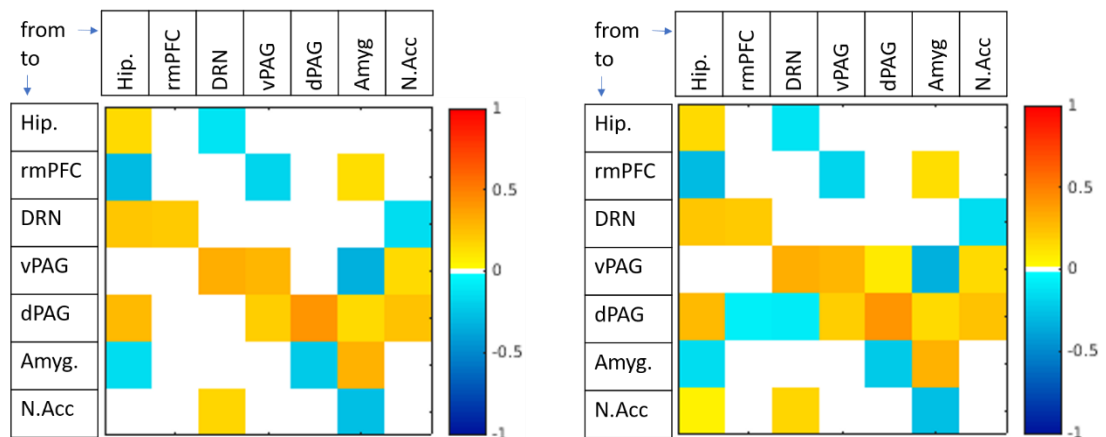 from
to
Hip.
rmPFC
DRN
vPAG
dPAG
Amyg
N.Acc
Hip.
rmPFC
DRN
vPAG
dPAG
Amyg.
N.Acc
1
0.5
0
-0.5
-1
from
to
Hip.
rmPFC
DRN
vPAG
dPAG
Amyg
N.Acc
Hip.
rmPFC
DRN
vPAG
dPAG
Amyg.
N.Acc
1
0.5
0
-0.5
-1